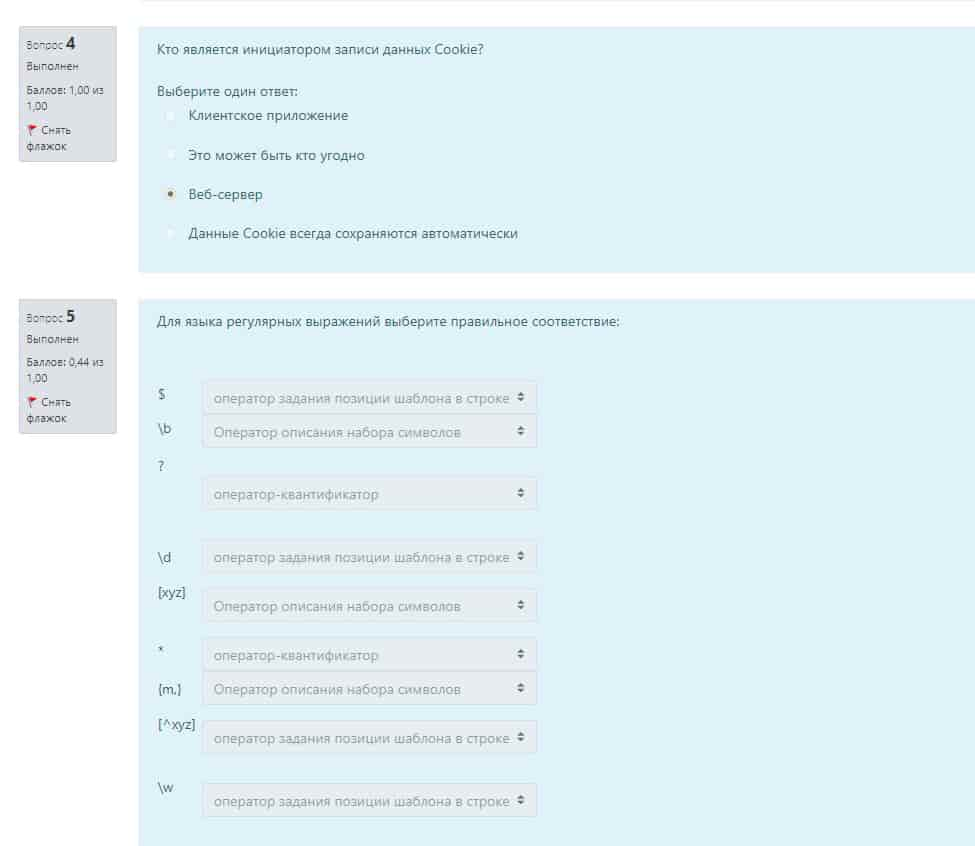 Вопрос 4
Выполнен
Баллов: 1,00 из
1,00
Снять
флажок
Кто является инициатором записи данных Cookie?
Выберите один ответ:
Клиентское приложение
Это может быть кто угодно
Веб-сервер
Данные Cookie всегда сохраняются автоматически
Вопрос 5
Выполнен
Баллов: 0,44 из
1,00
Снять
флажок
Для языка регулярных выражений выберите правильное соответствие:
$ оператор задания позиции шаблона в строке
\b Оператор описания набора символов
? оператор-квантификатор
\d оператор задания позиции шаблона в строке
[xyz] Оператор описания набора символов
* оператор-квантификатор
{m,} Оператор описания набора символов
[^xyz] оператор задания позиции шаблона в строке
\w оператор задания позиции шаблона в строке